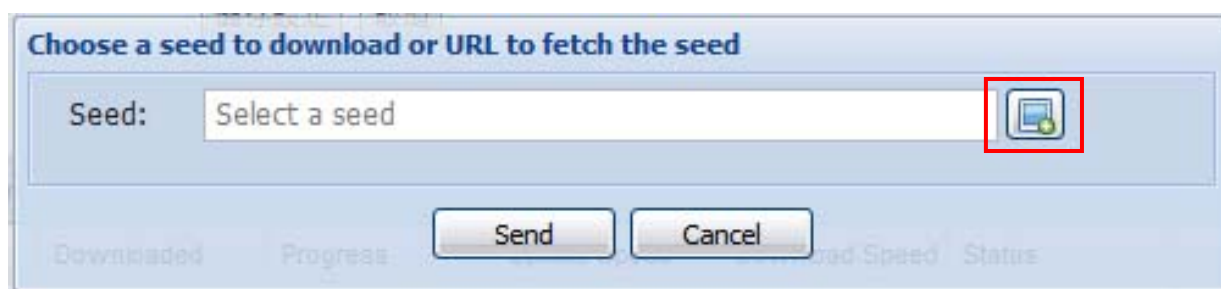 Choose a seed to download or URL to fetch the seed
Seed: Select a seed
Send Cancel
Downloaded Progress Download Speed Status